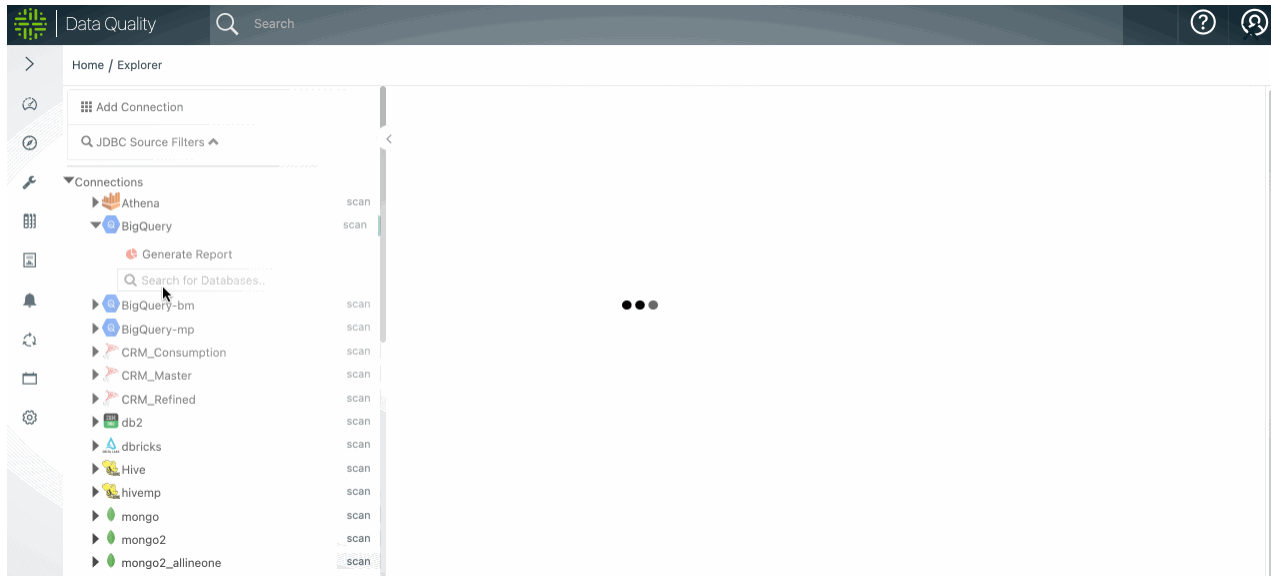 Data Quality
Search
Home / Explorer
Add Connection
JDBC Source Filters
Connections
Athena scan
BigQuery scan
Generate Report
Search for Databases..
BigQuery-bm scan
BigQuery-mp scan
CRM_Consumption scan
CRM_Master scan
CRM_Refined scan
db2 scan
dbricks scan
Hive scan
hivemp scan
mongo scan
mongo2 scan
mongo2_allineone scan